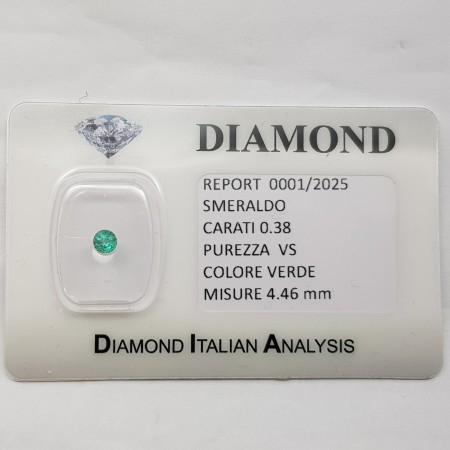 DIAMOND
REPORT 0001/2025
SMERALDO
CARATI 0.38
PUREZZA VS
COLORE VERDE
MISURE 4.46 mm
DIAMOND ITALIAN ANALYSIS